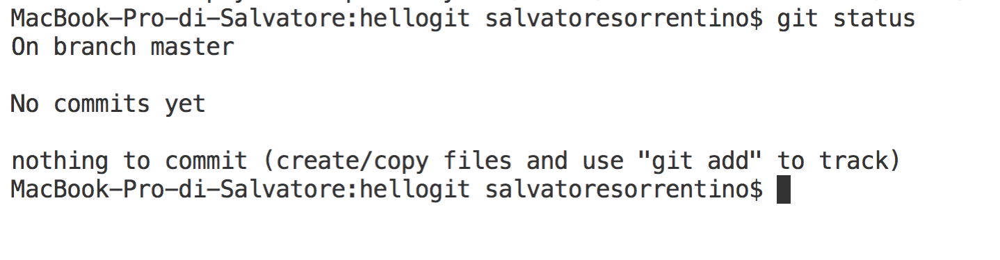 MacBook-Pro-di-Salvatore:hellogit salvatoresorrentino$ git status
On branch master
No commits yet
nothing to commit (create/copy files and use "git add" to track)
MacBook-Pro-di-Salvatore:hellogit salvatoresorrentino$